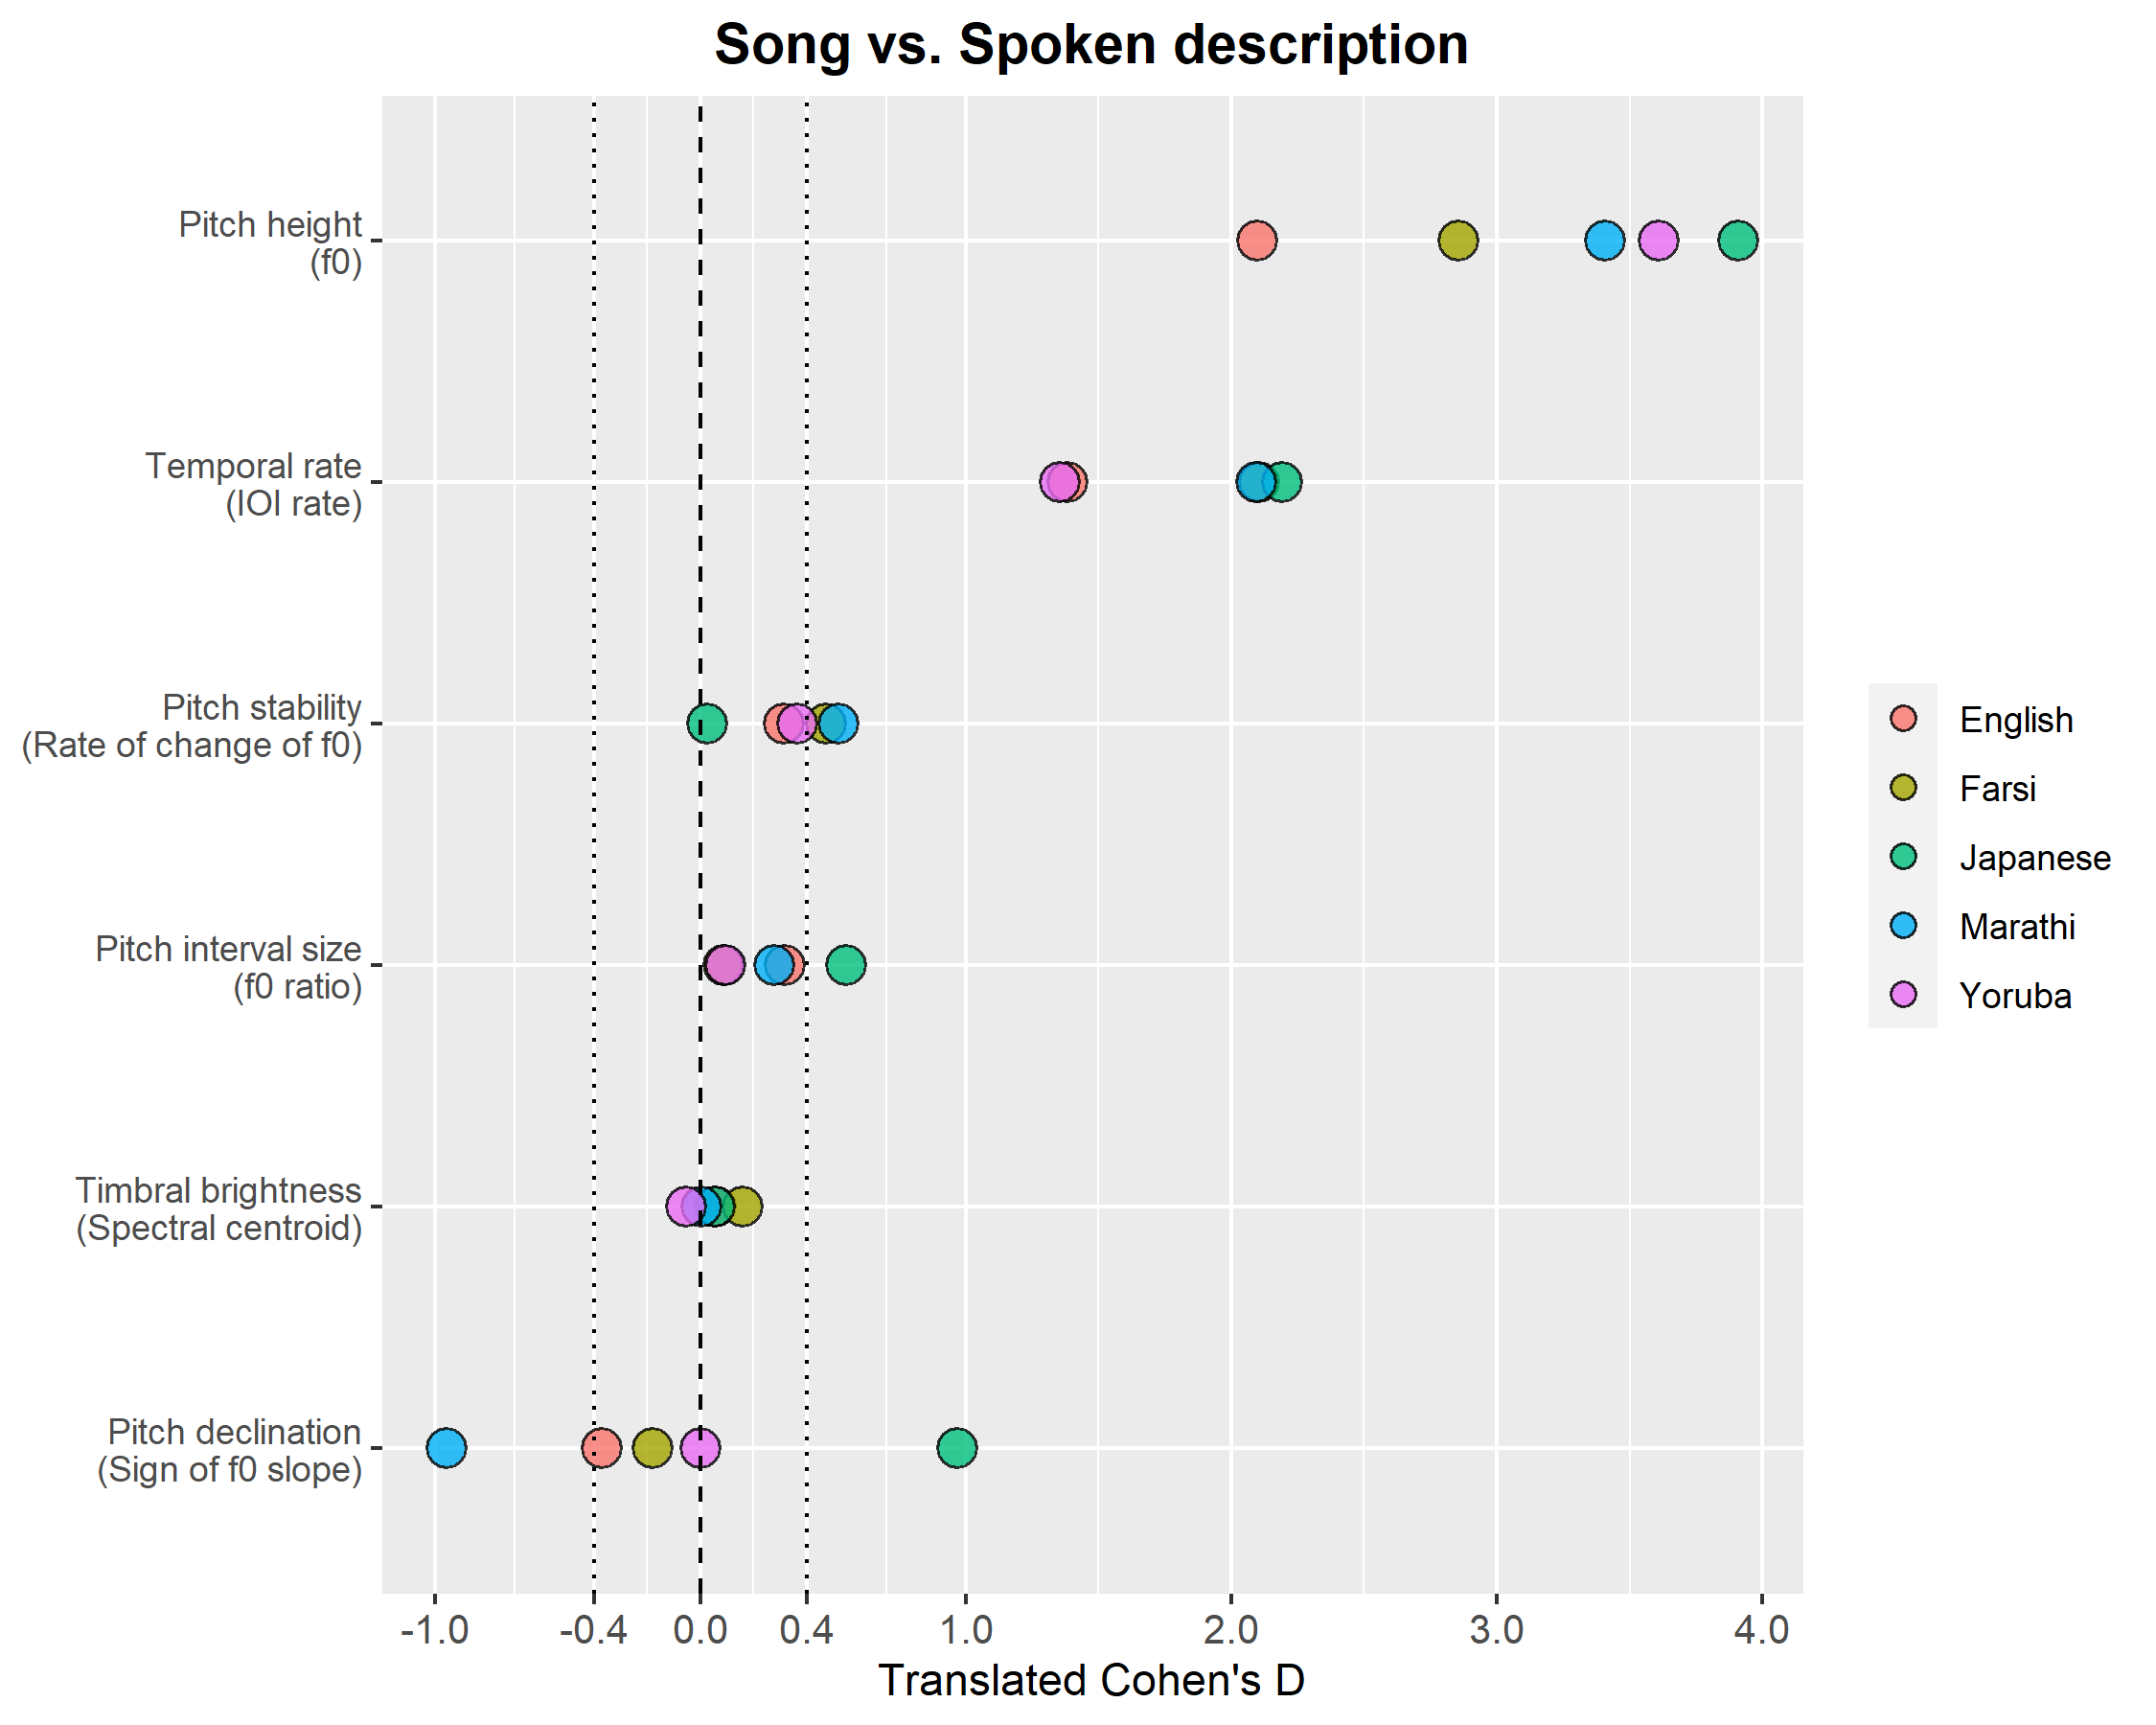 Song vs. Spoken description
Pitch height
(f0)
Temporal rate
(IOI rate)
Pitch stability
(Rate of change of f0)
Pitch interval size
(f0 ratio)
Timbral brightness
(Spectral centroid)
Pitch declination
(Sign of f0 slope)
-1.0 -0.4 0.0 0.4 1.0 2.0 3.0 4.0
Translated Cohen's D
English
Farsi
Japanese
Marathi
Yoruba